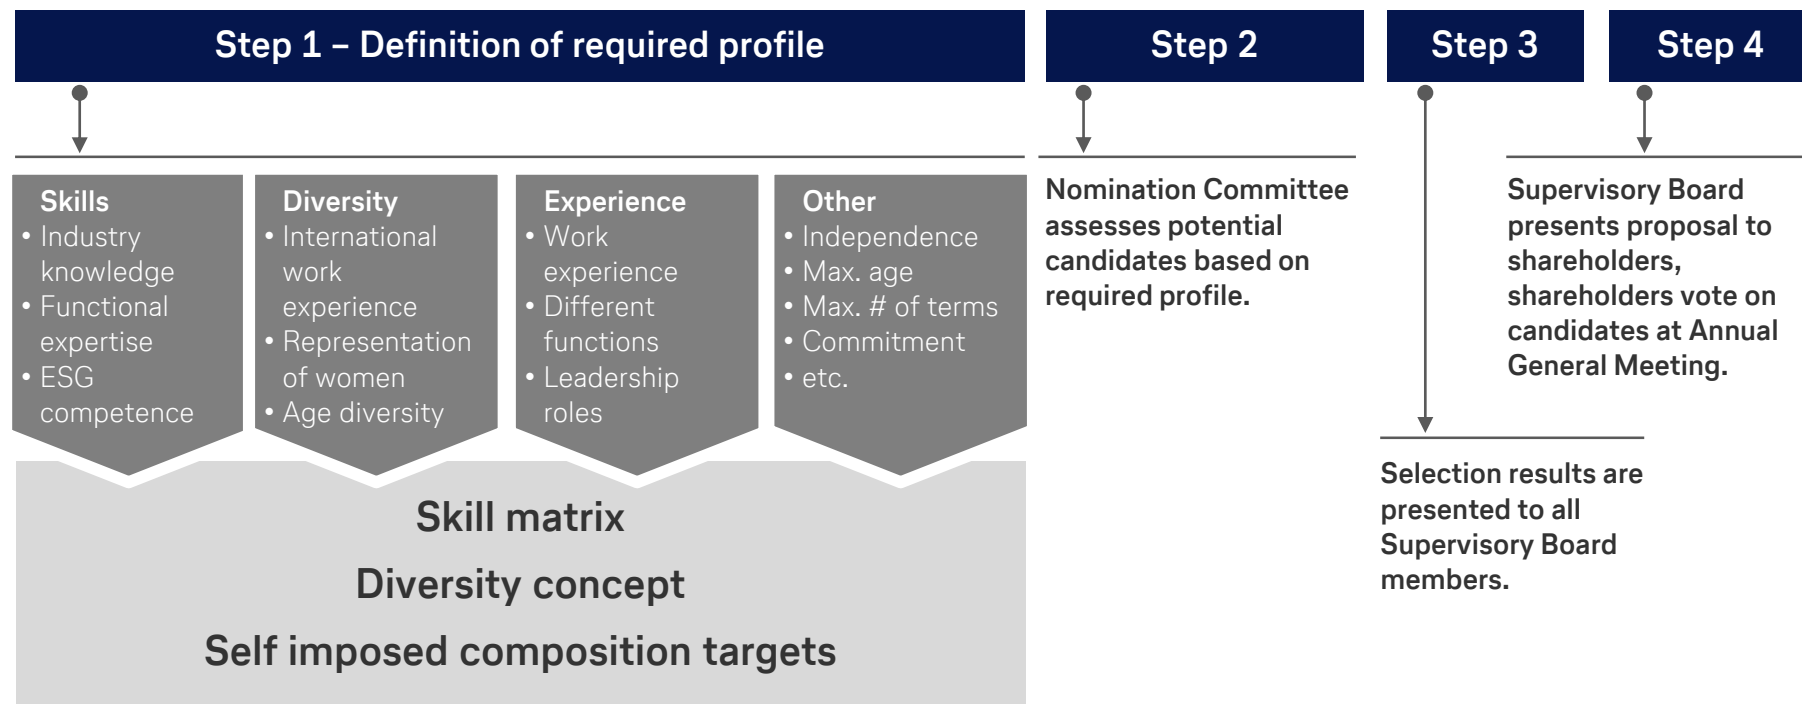 Step 1 – Definition of required profile
Skills
• Industry
knowledge
• Functional
expertise
• ESG
competence
Diversity
• International
work
experience
• Representation
of women
• Age diversity
Experience
• Work
experience
• Different
functions
• Leadership
roles
Other
• Independence
• Max. age
• Max. # of terms
• Commitment
• etc.
Skill matrix
Diversity concept
Self imposed composition targets
Step 2
Nomination Committee
assesses potential
candidates based on
required profile.
Step 3
Selection results are
presented to all
Supervisory Board
members.
Step 4
Supervisory Board
presents proposal to
shareholders,
shareholders vote on
candidates at Annual
General Meeting.